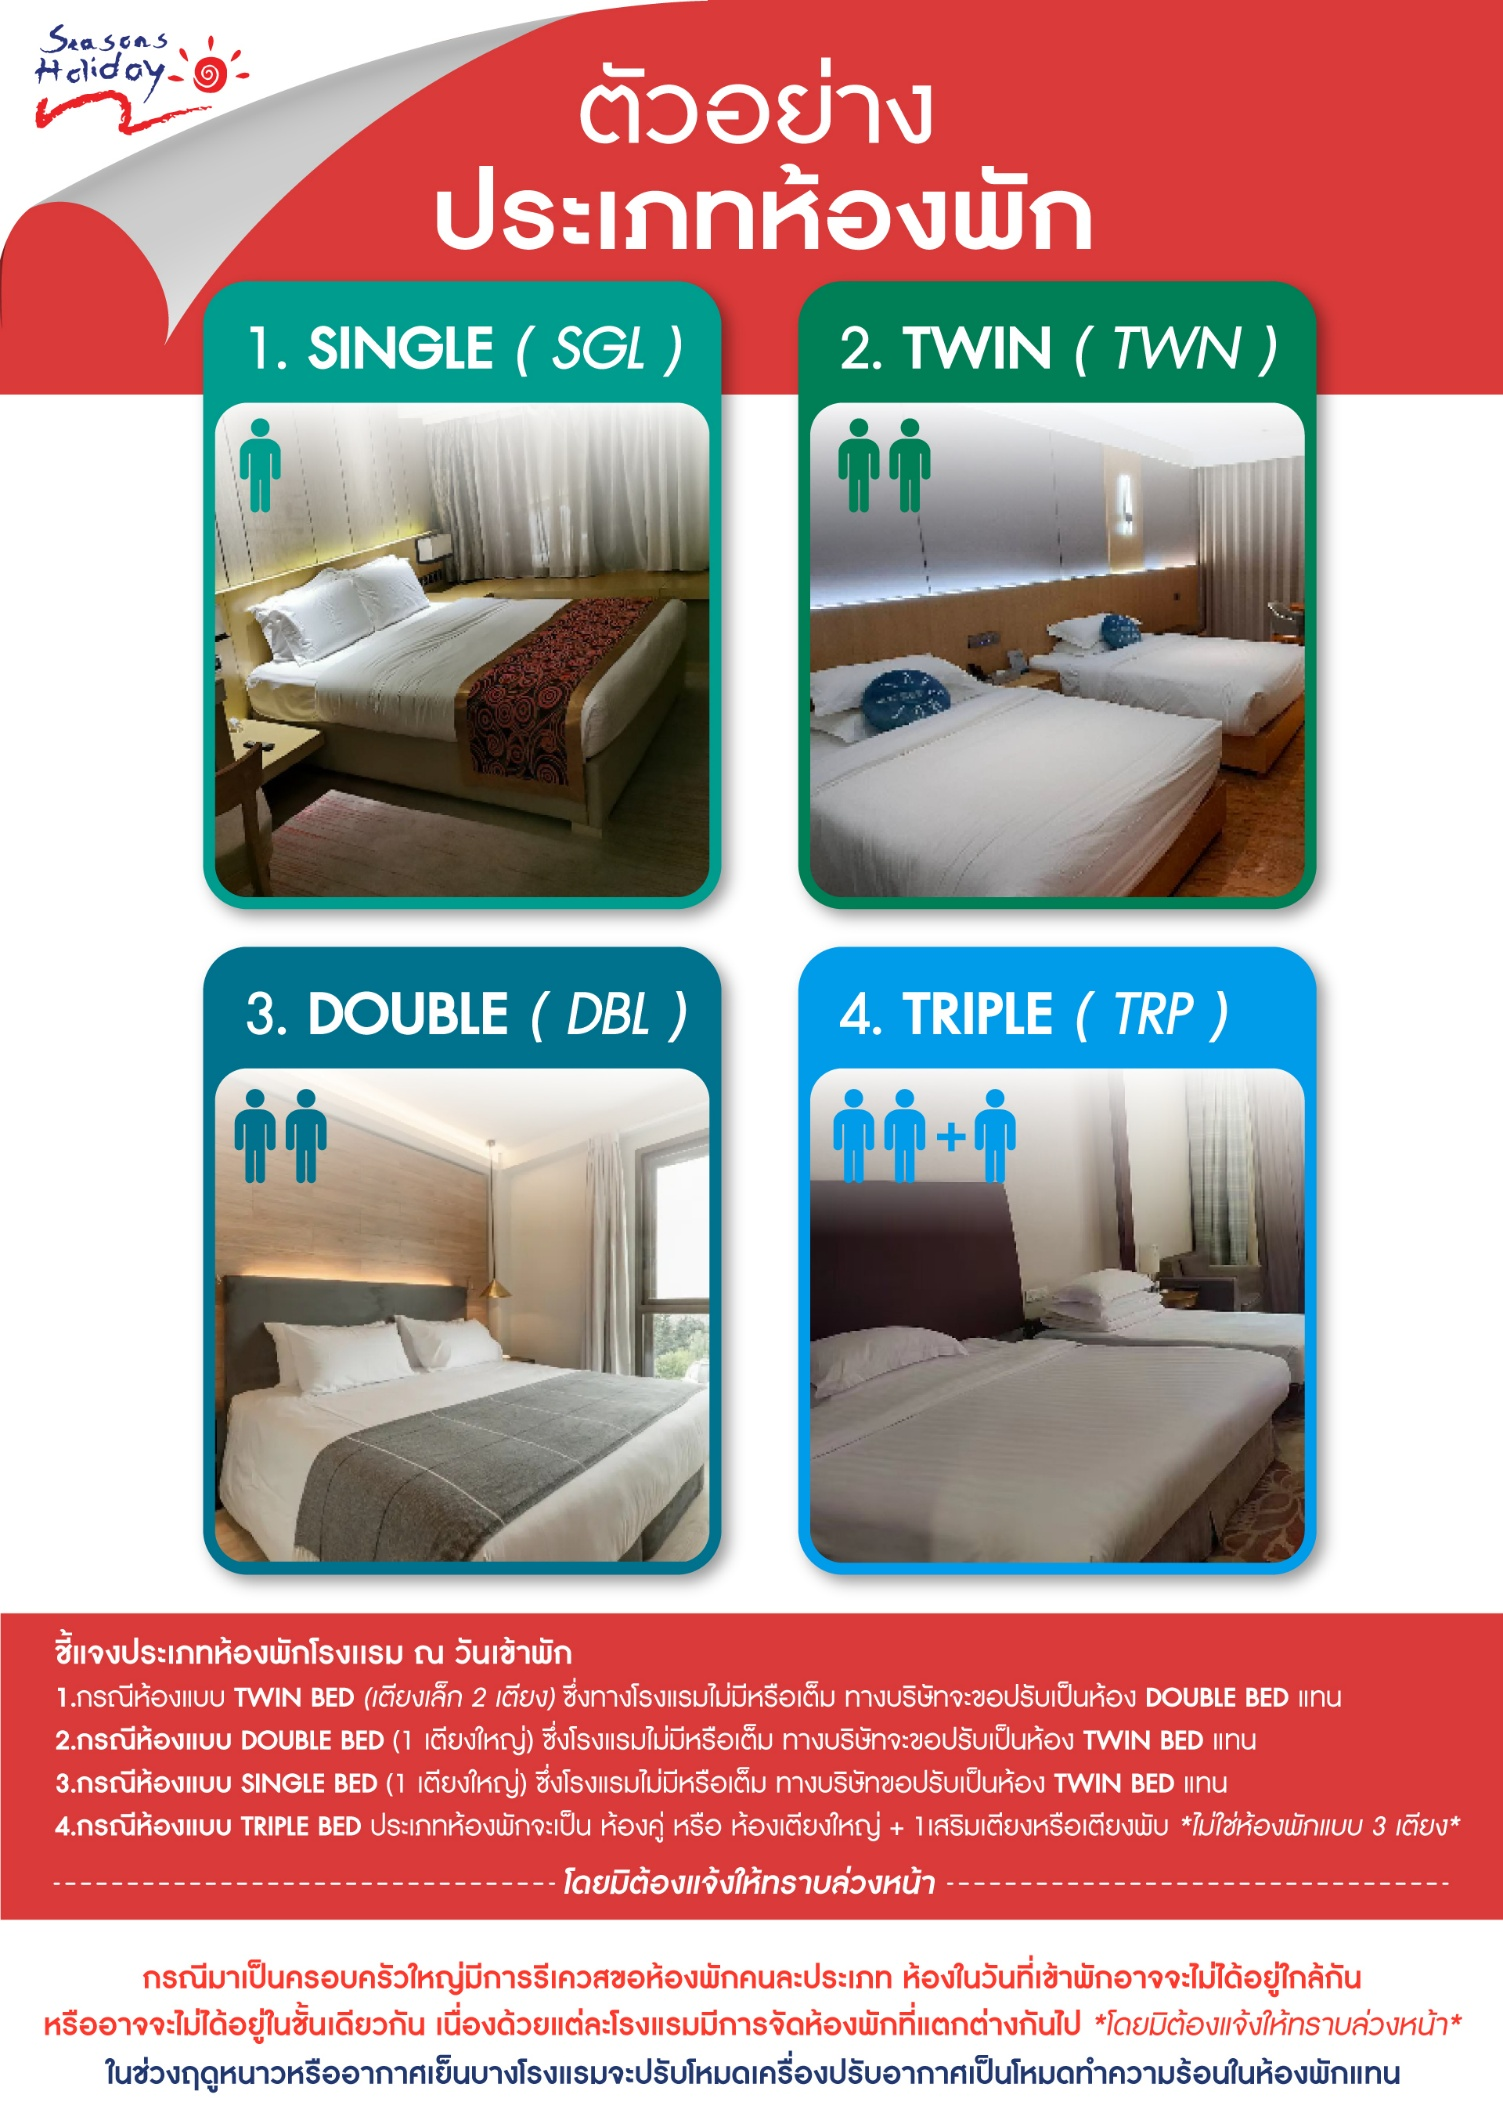 Seasons
Holiday
ตัวอย่าง
ประเภทห้องพัก
1. SINGLE ( SGL )
2. TWIN ( TWN )
3. DOUBLE ( DBL )
4. TRIPLE ( TRP )
+
ชี้แจงประเภทห้องพักโรงแรม ณ วันเข้าพัก
1.กรณีห้องแบบ TWIN BED (เตียงเล็ก 2 เตียง) ซึ่งทางโรงแรมไม่มีหรือเต็ม ทางบริษัทจะขอปรับเป็นห้อง DOUBLE BED แทน
2.กรณีห้องแบบ DOUBLE BED (1 เตียงใหญ่) ซึ่งโรงแรมไม่มีหรือเต็ม ทางบริษัทจะขอปรับเป็นห้อง TWIN BED แทน
3.กรณีห้องแบบ SINGLE BED (1 เตียงใหญ่) ซึ่งโรงแรมไม่มีหรือเต็ม ทางบริษัทขอปรับเป็นห้อง TWIN BED แทน
4.กรณีห้องแบบ TRIPLE BED ประเภทห้องพักจะเป็น ห้องคู่ หรือ ห้องเตียงใหญ่ + 1เสริมเตียงหรือเตียงพับ *ไม่ใช่ห้องพักแบบ 3 เตียง*
โดยมิต้องแจ้งให้ทราบล่วงหน้า
กรณีมาเป็นครอบครัวใหญ่มีการรีเควสขอห้องพักคนละประเภท ห้องในวันที่เข้าพักอาจจะไม่ได้อยู่ใกล้กัน
หรืออาจจะไม่ได้อยู่ในชั้นเดียวกัน เนื่องด้วยแต่ละโรงแรมมีการจัดห้องพักที่แตกต่างกันไป *โดยมิต้องแจ้งให้ทราบล่วงหน้า*
ในช่วงฤดูหนาวหรืออากาศเย็นบางโรงแรมจะปรับโหมดเครื่องปรับอากาศเป็นโหมดทำความร้อนในห้องพักแทน